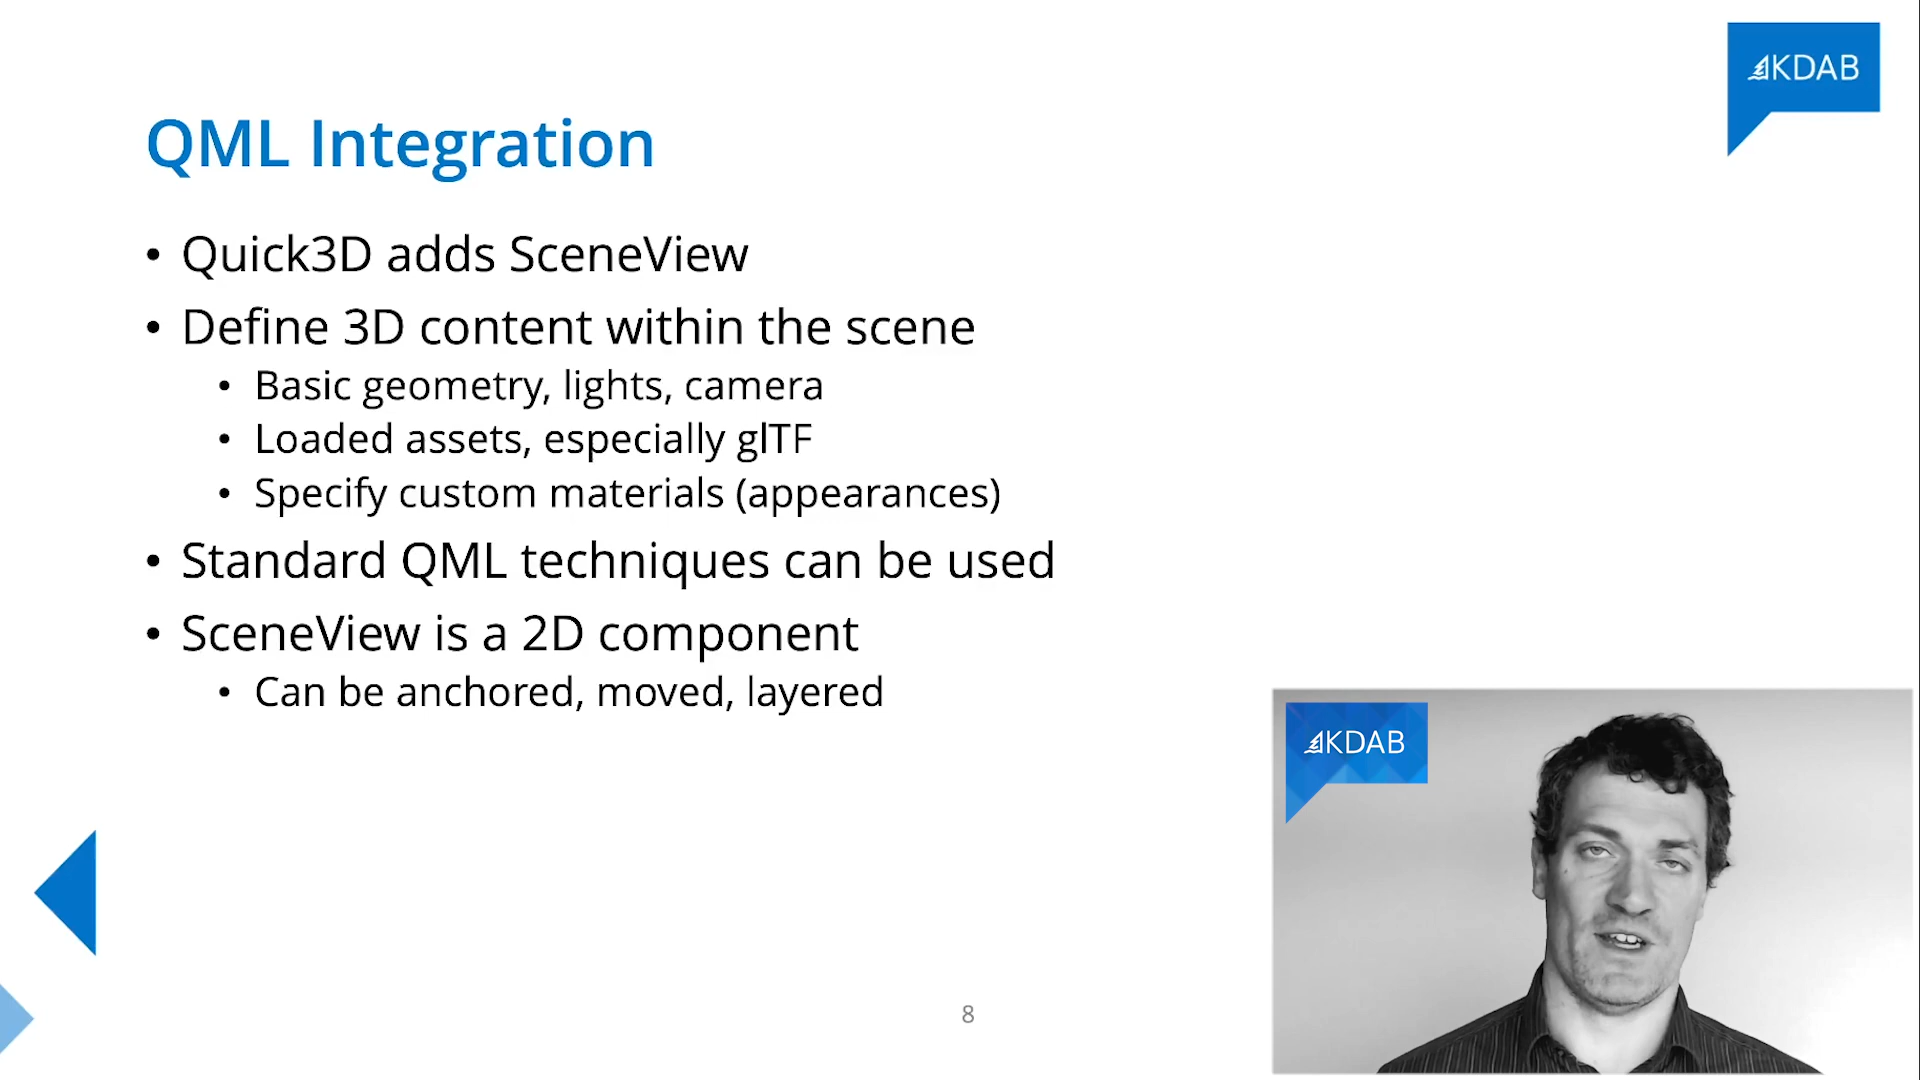 KDAB
QML Integration
• Quick3D adds SceneView
• Define 3D content within the scene
• Basic geometry, lights, camera
• Loaded assets, especially glTF
• Specify custom materials (appearances)
• Standard QML techniques can be used
• SceneView is a 2D component
• Can be anchored, moved, layered
KDAB
8